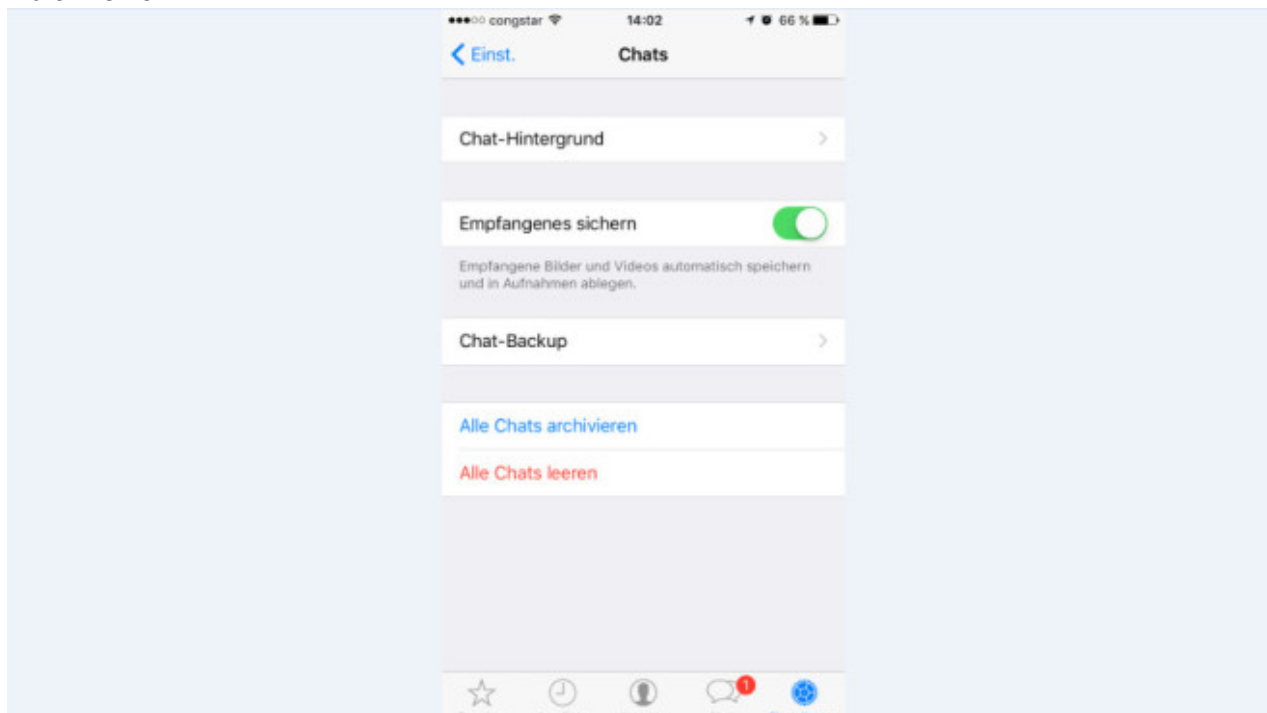 congstar 14:02 66 %
Einst. Chats
Chat-Hintergrund
Empfangenes sichern
Empfangene Bilder und Videos automatisch speichern
und in Aufnahmen ablegen.
Chat-Backup
Alle Chats archivieren
Alle Chats leeren
1